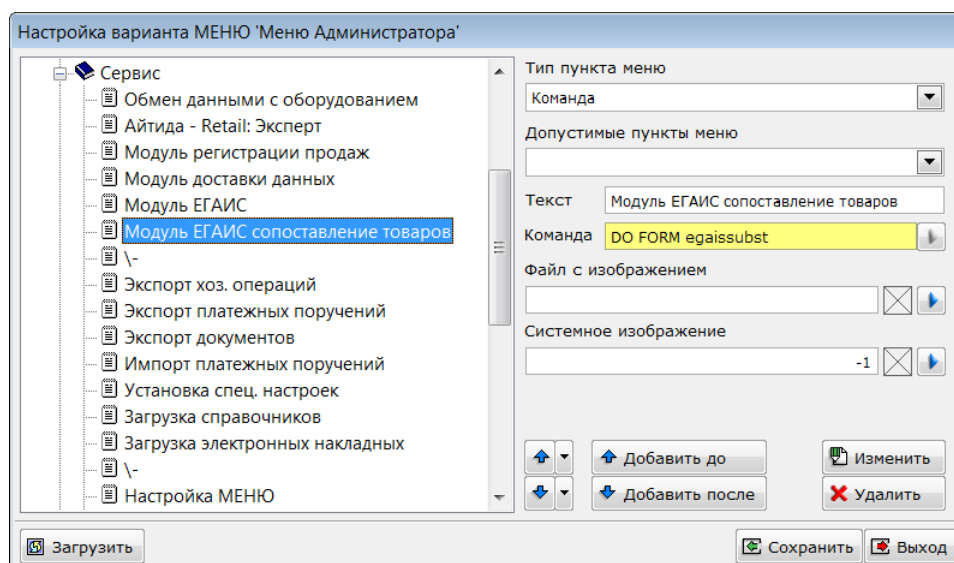 Настройка варианта МЕНЮ 'Меню Администратора'
Сервис
Обмен данными с оборудованием
Айтида - Retail: Эксперт
Модуль регистрации продаж
Модуль доставки данных
Модуль ЕГАИС
Модуль ЕГАИС сопоставление товаров
\-
Экспорт хоз. операций
Экспорт платежных поручений
Экспорт документов
Импорт платежных поручений
Установка спец. настроек
Загрузка справочников
Загрузка электронных накладных
\-
Настройка МЕНЮ
Тип пункта меню
Команда
Допустимые пункты меню
Текст Модуль ЕГАИС сопоставление товаров
Команда DO FORM egaissubst
Файл с изображением
Системное изображение
-1
Добавить до Изменить
Добавить после Удалить
Загрузить Сохранить Выход